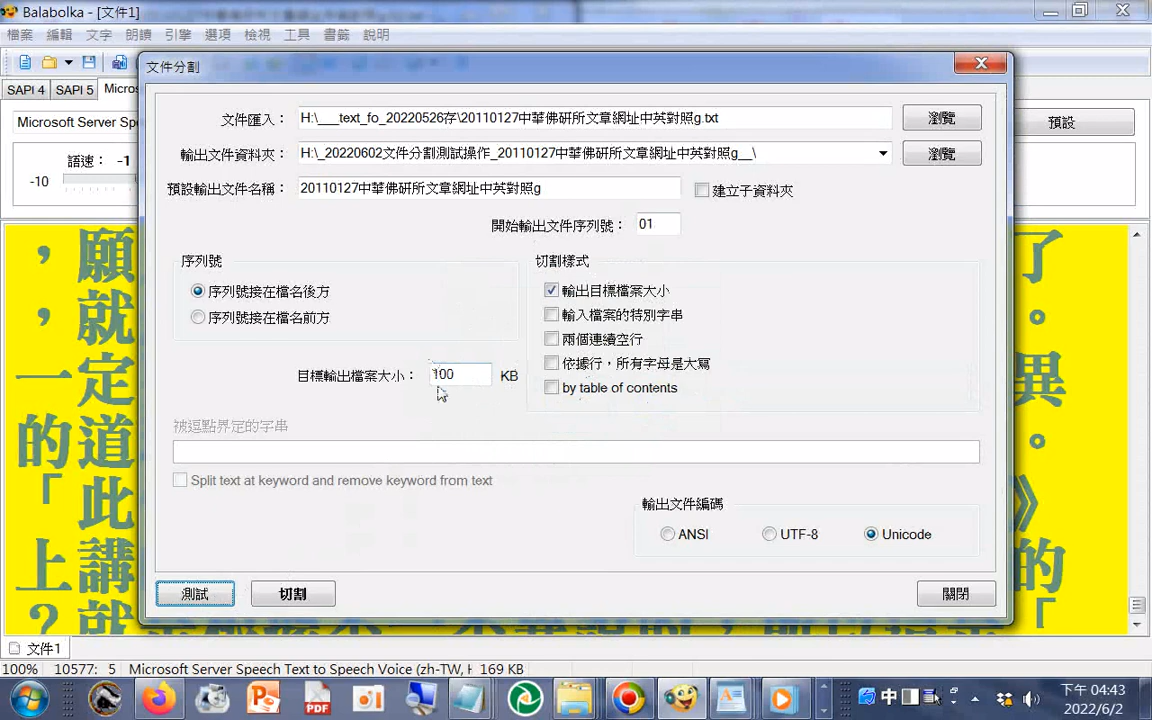 Balabolka - [文件1]
檔案 編輯 文字 朗讀 引擎 選項 檢視 工具 書籤 說明
文件分割
SAPI 4 SAPI 5 Micros
Microsoft Server Spe
預設
語速： -1
-10
文件匯入： H:\___text_fo_20220526存\20110127中華佛研所文章網址中英對照g.txt 瀏覽
輸出文件資料夾： H:\_20220602文件分割測試操作_20110127中華佛研所文章網址中英對照g__\ 瀏覽
預設輸出文件名稱： 20110127中華佛研所文章網址中英對照g 建立子資料夾
開始輸出文件序列號： 01
序列號
序列號接在檔名後方
序列號接在檔名前方
切割樣式
輸出目標檔案大小
輸入檔案的特別字串
兩個連續空行
依據行，所有字母是大寫
by table of contents
目標輸出檔案大小： 100 KB
被逗點界定的字串
Split text at keyword and remove keyword from text
輸出文件編碼
ANSI UTF-8 Unicode
測試 切割 關閉
，願 了
，就 。
一定 異
的道 。
「此 》
上講 的
？ 「
文件1
100% 10577: 5 Microsoft Server Speech Text to Speech Voice (zh-TW, H 169 KB
中
下午 04:43
2022/6/2